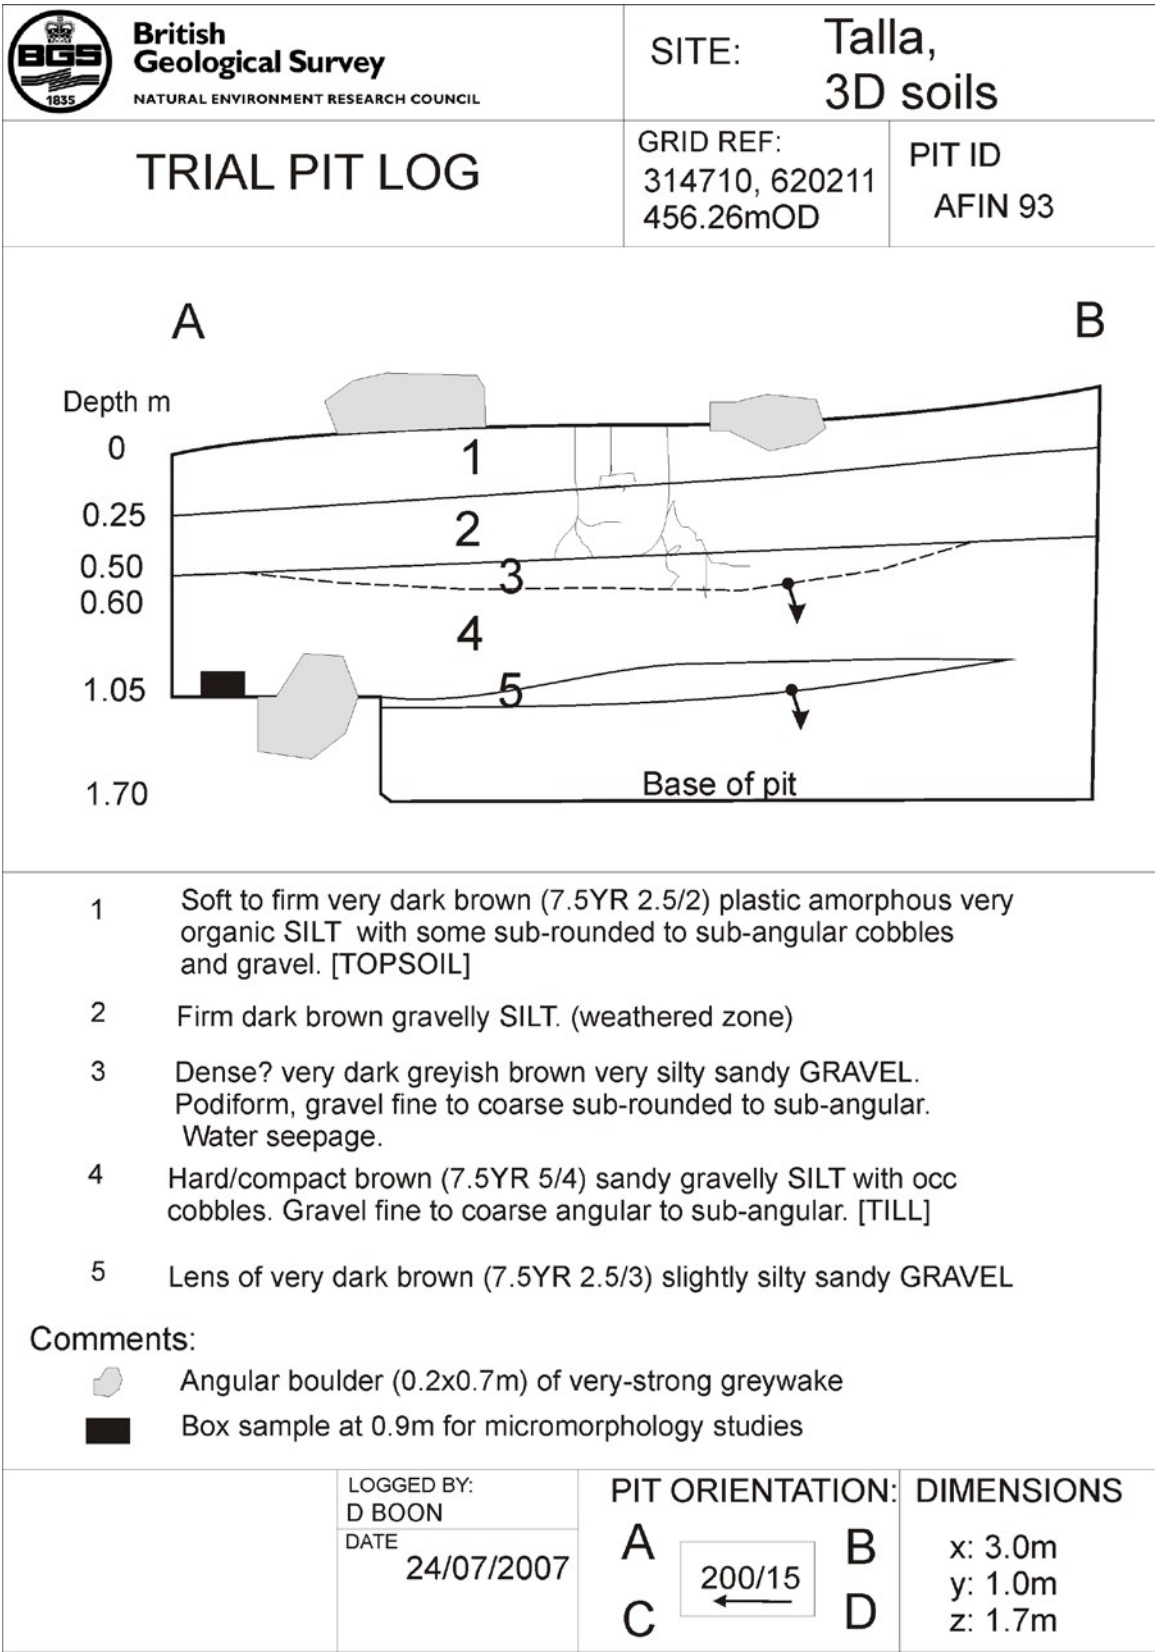 BGS
1835
British
Geological Survey
NATURAL ENVIRONMENT RESEARCH COUNCIL
SITE: Talla,
3D soils
TRIAL PIT LOG
GRID REF:
314710, 620211
456.26mOD
PIT ID
AFIN 93
A
B
Depth m
0
0.25
0.50
0.60
1.05
1.70
1
2
3
4
5
Base of pit
1 Soft to firm very dark brown (7.5YR 2.5/2) plastic amorphous very
organic SILT with some sub-rounded to sub-angular cobbles
and gravel. [TOPSOIL]
2 Firm dark brown gravelly SILT. (weathered zone)
3 Dense? very dark greyish brown very silty sandy GRAVEL.
Podiform, gravel fine to coarse sub-rounded to sub-angular.
Water seepage.
4 Hard/compact brown (7.5YR 5/4) sandy gravelly SILT with occ
cobbles. Gravel fine to coarse angular to sub-angular. [TILL]
5 Lens of very dark brown (7.5YR 2.5/3) slightly silty sandy GRAVEL
Comments:
Angular boulder (0.2x0.7m) of very-strong greywake
Box sample at 0.9m for micromorphology studies
LOGGED BY:
D BOON
DATE
24/07/2007
PIT ORIENTATION:
A B
200/15
C D
DIMENSIONS
x: 3.0m
y: 1.0m
z: 1.7m